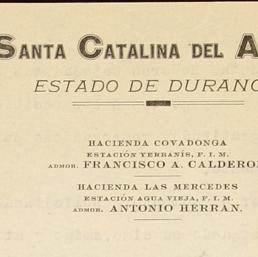 SANTA CATALINA DEL A
ESTADO DE DURANG
HACIENDA COVADONGA
ESTACIÓN YERBANÍS, F. I. M.
ADMOR. FRANCISCO A. CALDERO
HACIENDA LAS MERCEDES
ESTACIÓN AGUA VIEJA, F. I. M.
ADMOR. ANTONIO HERRAN.